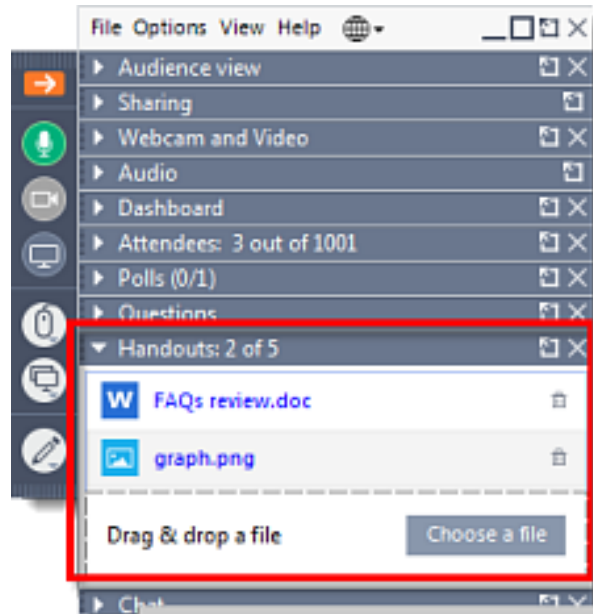 File Options View Help
Audience view
Sharing
Webcam and Video
Audio
Dashboard
Attendees: 3 out of 1001
Polls (0/1)
Questions
Handouts: 2 of 5
W FAQs review.doc
graph.png
Drag & drop a file Choose a file
Chat